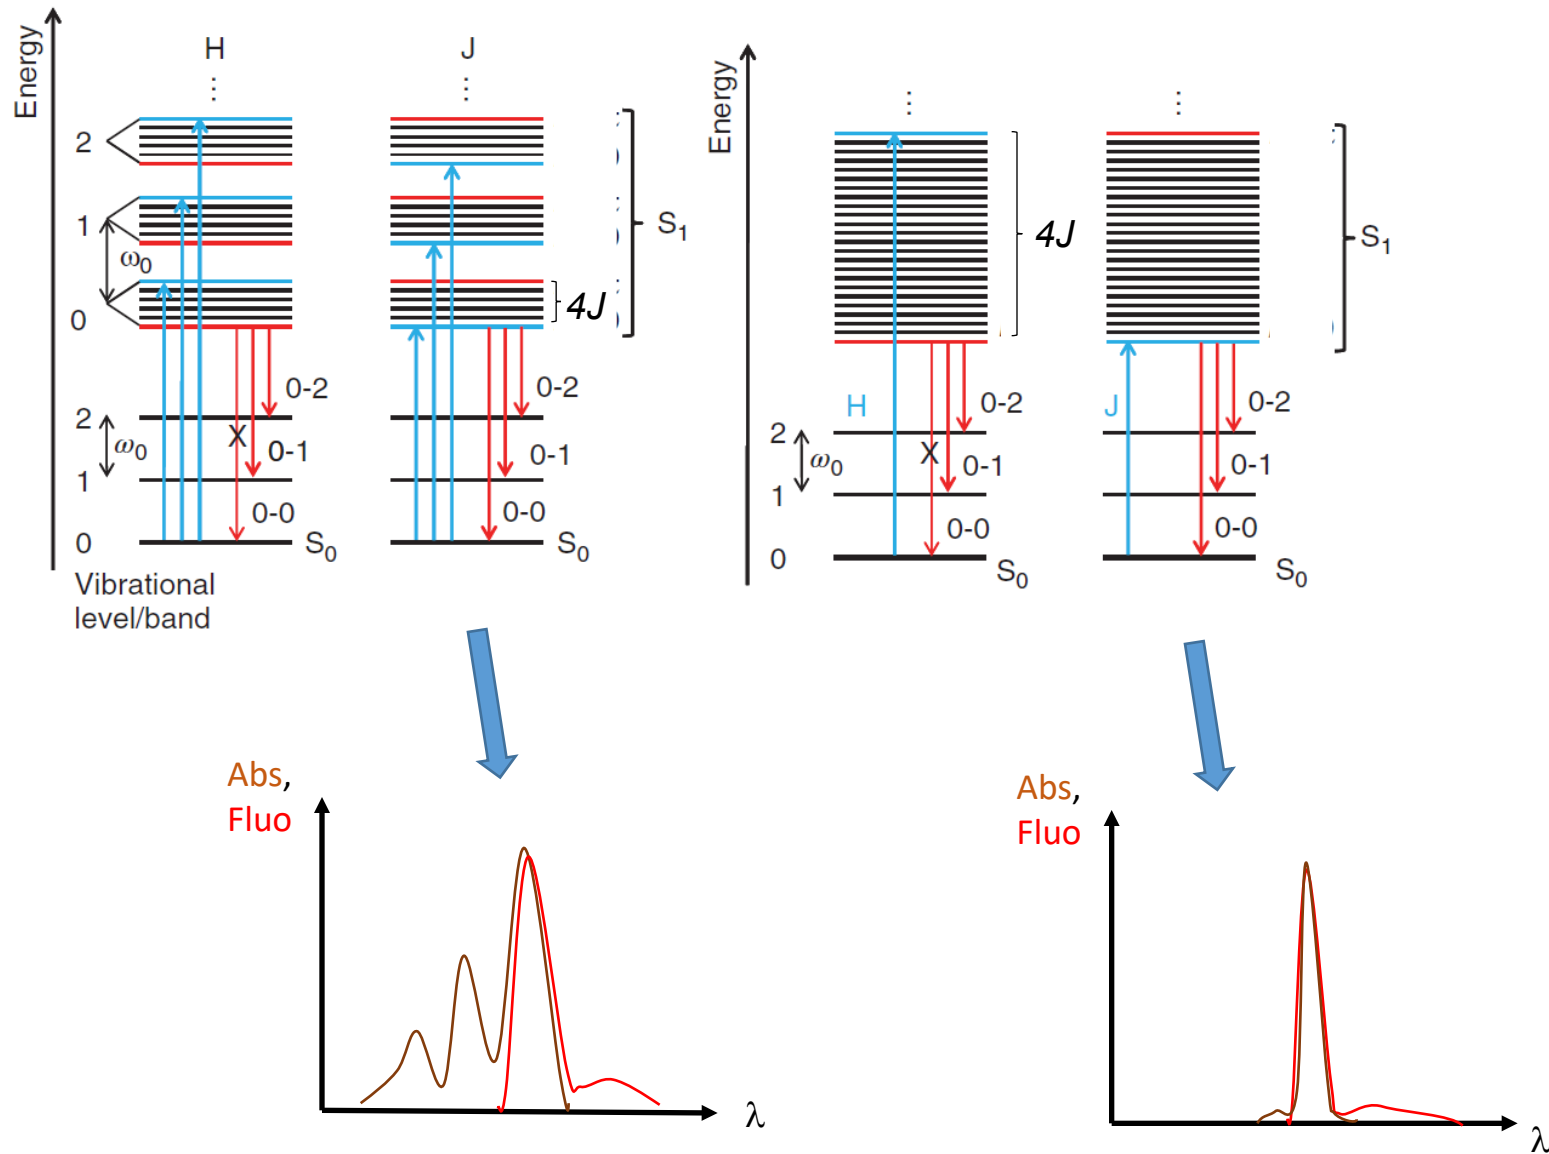 Energy
H
J
⋮
⋮
2
1
ω0
0
4J
S1
0-2
0-2
2
ω0
X
0-1
0-1
1
0-0
0-0
0
S0
S0
Vibrational
level/band
Energy
⋮
⋮
4J
S1
H
J
0-2
0-2
2
ω0
X
0-1
0-1
1
0-0
0-0
0
S0
S0
Abs,
Fluo
λ
Abs,
Fluo
λ